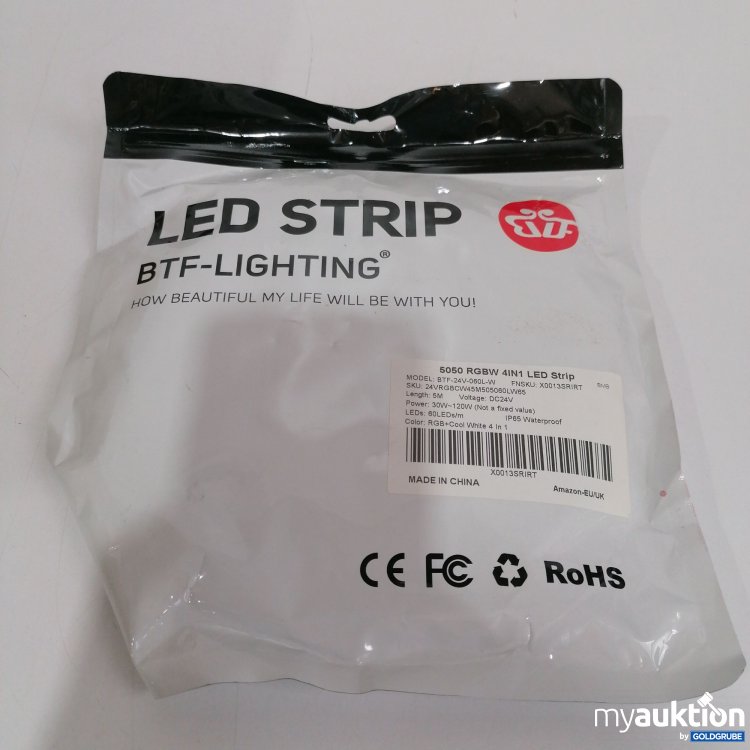 LED STRIP
BTF-LIGHTING®
HOW BEAUTIFUL MY LIFE WILL BE WITH YOU!
5050 RGBW 4IN1 LED Strip
MODEL: BTF-24V-060L-W FNSKU: X0013SRIRT
SKU: 24VRGBCW45M505060LW65
Length: 5M Voltage: DC24V
Power: 30W~120W (Not a fixed value)
LEDs: 60LEDs/m IP65 Waterproof
Color: RGB+Cool White 4 In 1
X0013SRIRT
MADE IN CHINA Amazon-EU/UK
CE FC RoHS
myauktion
by GOLDGRUBE